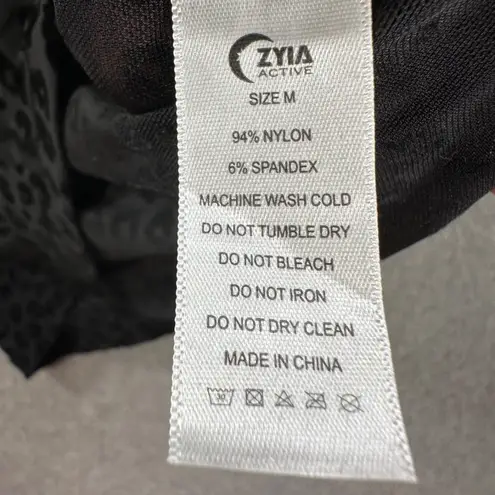 ZYIA
ACTIVE
SIZE M
94% NYLON
6% SPANDEX
MACHINE WASH COLD
DO NOT TUMBLE DRY
DO NOT BLEACH
DO NOT IRON
DO NOT DRY CLEAN
MADE IN CHINA